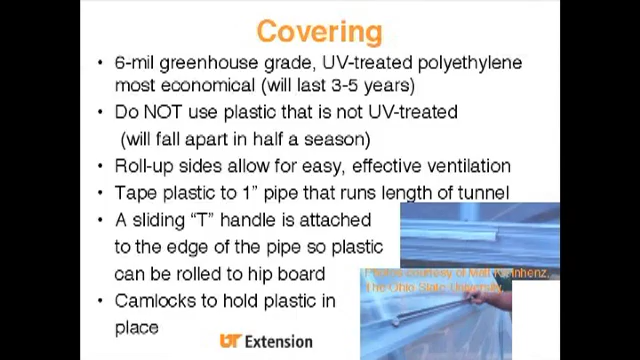 Covering
• 6-mil greenhouse grade, UV-treated polyethylene
most economical (will last 3-5 years)
• Do NOT use plastic that is not UV-treated
(will fall apart in half a season)
• Roll-up sides allow for easy, effective ventilation
• Tape plastic to 1” pipe that runs length of tunnel
• A sliding “T” handle is attached
to the edge of the pipe so plastic
can be rolled to hip board
• Camlocks to hold plastic in
place
Photos courtesy of Matt
The Ohio State University
UT Extension